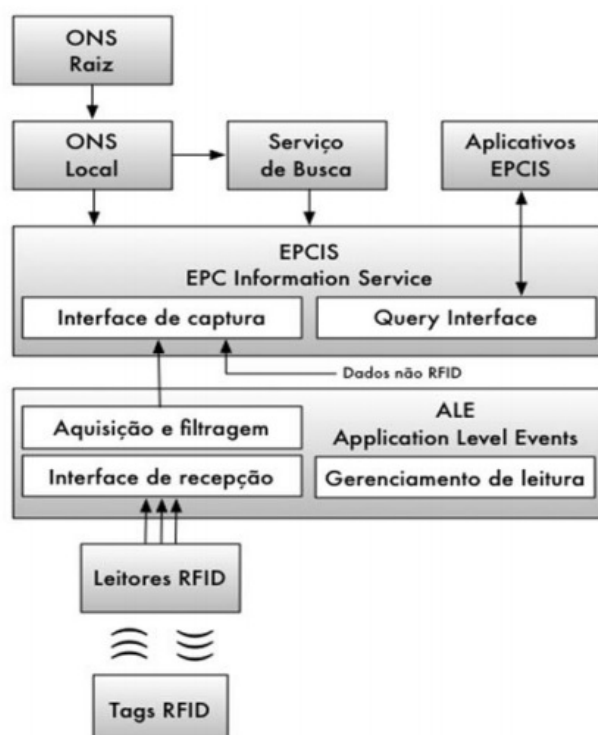 ONS
Raiz
ONS
Local
Serviço
de Busca
Aplicativos
EPCIS
EPCIS
EPC Information Service
Interface de captura
Query Interface
Dados não RFID
ALE
Application Level Events
Aquisição e filtragem
Interface de recepção
Gerenciamento de leitura
Leitores RFID
Tags RFID